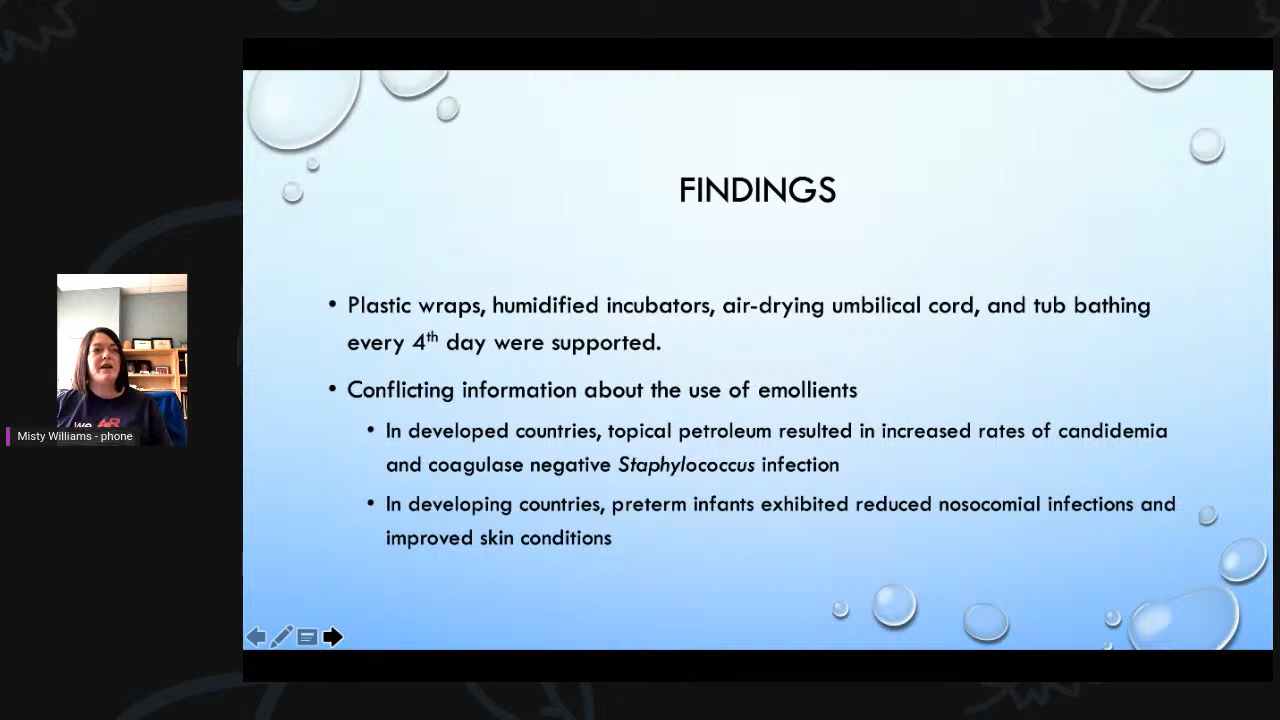 FINDINGS
• Plastic wraps, humidified incubators, air-drying umbilical cord, and tub bathing
every 4th day were supported.
• Conflicting information about the use of emollients
• In developed countries, topical petroleum resulted in increased rates of candidemia
and coagulase negative Staphylococcus infection
• In developing countries, preterm infants exhibited reduced nosocomial infections and
improved skin conditions
we AR
Misty Williams - phone